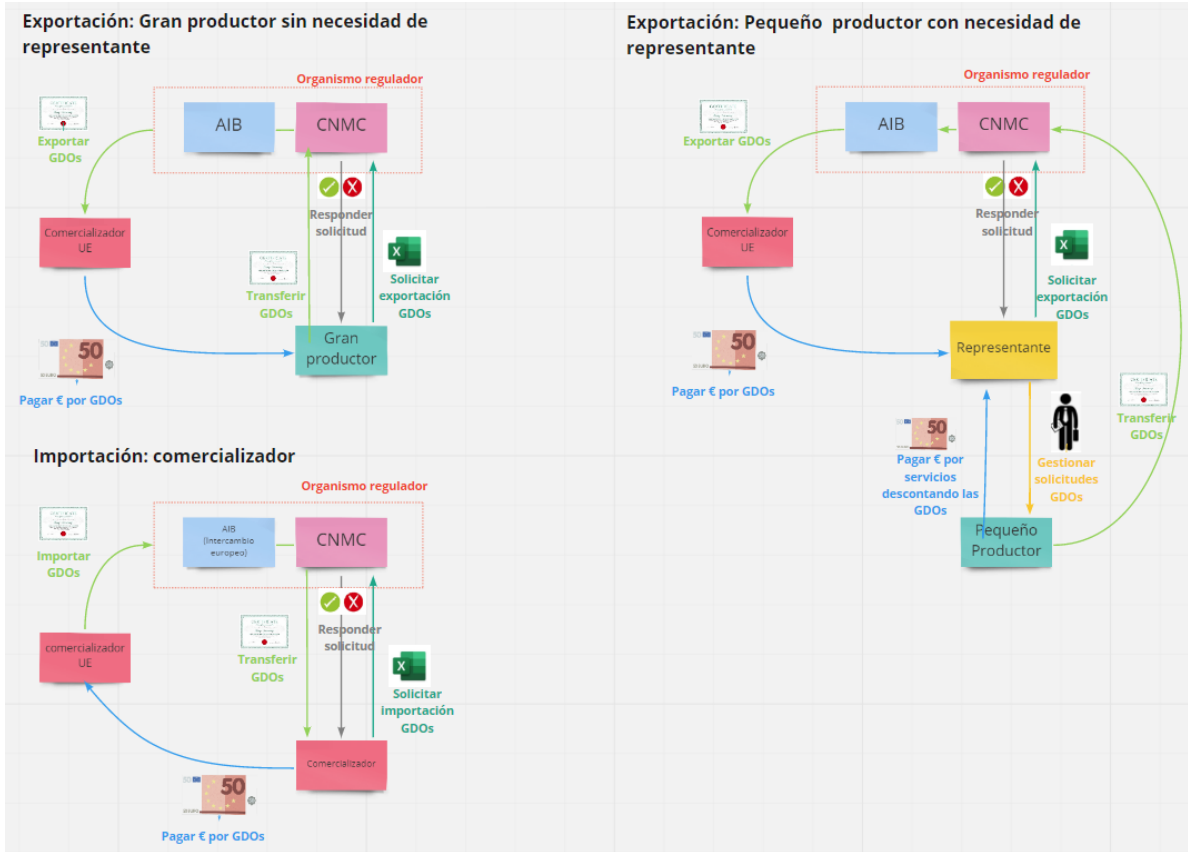 Exportación: Gran productor sin necesidad de
representante
Organismo regulador
AIB
CNMC
Exportar
GDOs
Responder
solicitud
Comercializador
UE
Transferir
GDOs
Solicitar
exportación
GDOs
Gran
productor
50
Pagar € por GDOs
Exportación: Pequeño productor con necesidad de
representante
Organismo regulador
AIB
CNMC
Exportar GDOs
Responder
solicitud
Comercializador
UE
Solicitar
exportación
GDOs
Representante
50
Pagar € por GDOs
Transferir
GDOs
50
Pagar € por
servicios
descontando las
GDOs
Gestionar
solicitudes
GDOs
Pequeño
Productor
Importación: comercializador
Organismo regulador
AIB
(Intercambio
europeo)
CNMC
Importar
GDOs
Responder
solicitud
comercializador
UE
Transferir
GDOs
Solicitar
importación
GDOs
Comercializador
50
Pagar € por GDOs